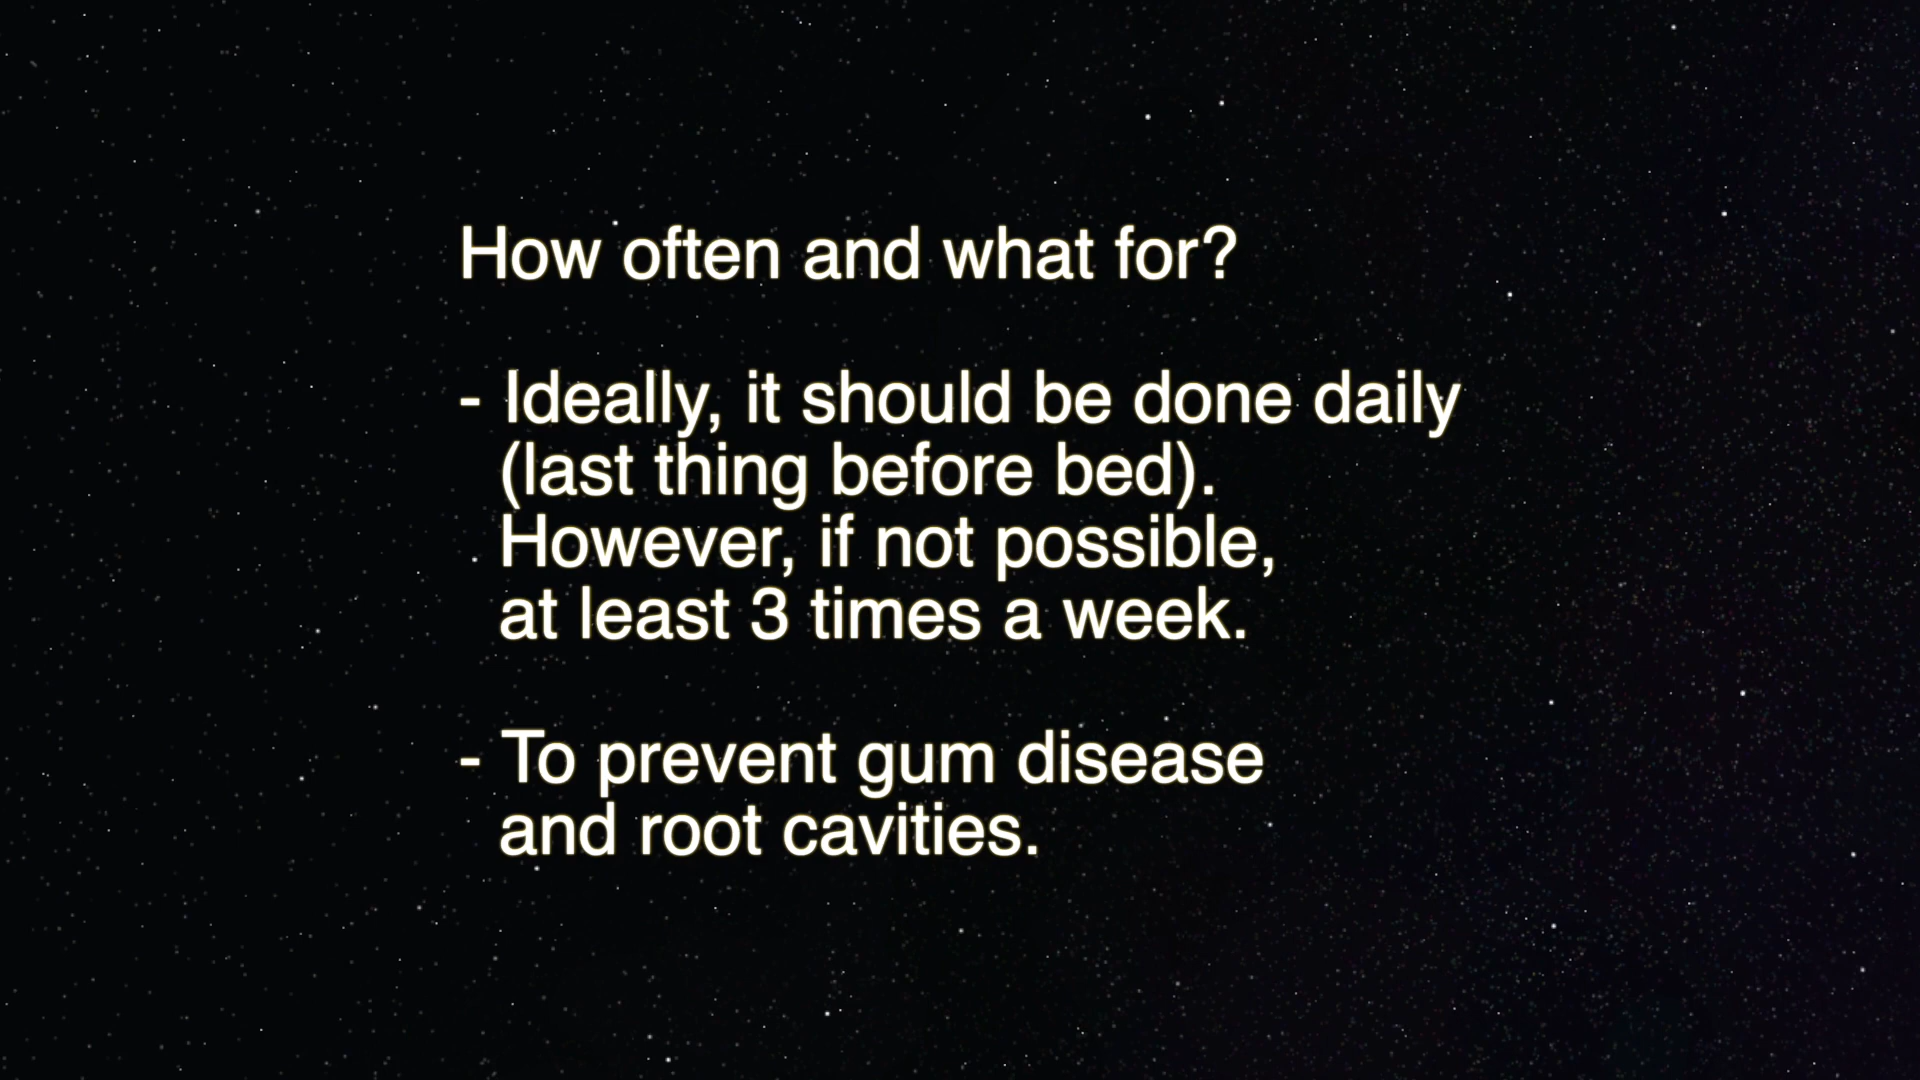 How often and what for?
- Ideally, it should be done daily
(last thing before bed).
However, if not possible,
at least 3 times a week.
- To prevent gum disease
and root cavities.